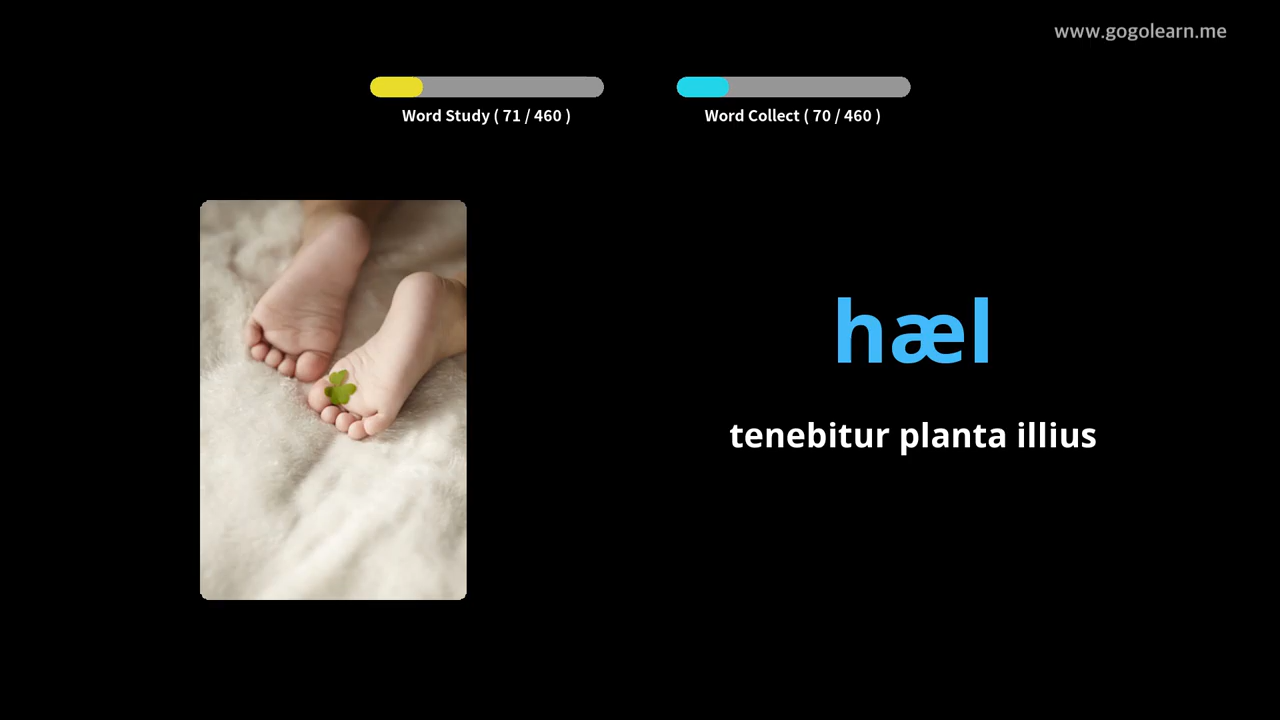 www.gogolearn.me
Word Study ( 71 / 460 )
Word Collect ( 70 / 460 )
hæl
tenebitur planta illius